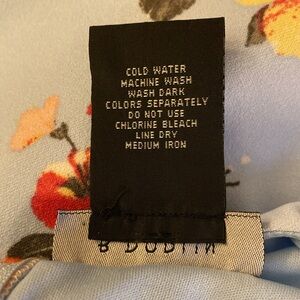 COLD WATER
MACHINE WASH
WASH DARK
COLORS SEPARATELY
DO NOT USE
CHLORINE BLEACH
LINE DRY
MEDIUM IRON